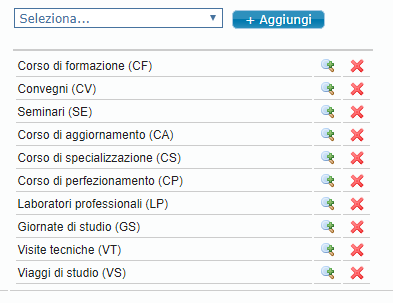 Seleziona...
+ Aggiungi
Corso di formazione (CF)
Convegni (CV)
Seminari (SE)
Corso di aggiornamento (CA)
Corso di specializzazione (CS)
Corso di perfezionamento (CP)
Laboratori professionali (LP)
Giornate di studio (GS)
Visite tecniche (VT)
Viaggi di studio (VS)